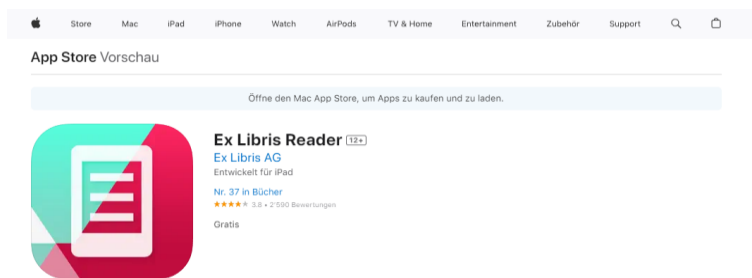 Store Mac iPad iPhone Watch AirPods TV & Home Entertainment Zubehör Support
App Store Vorschau
Öffne den Mac App Store, um Apps zu kaufen und zu laden.
Ex Libris Reader 12+
Ex Libris AG
Entwickelt für iPad
Nr. 37 in Bücher
★★★★★ 3.8 • 2’590 Bewertungen
Gratis